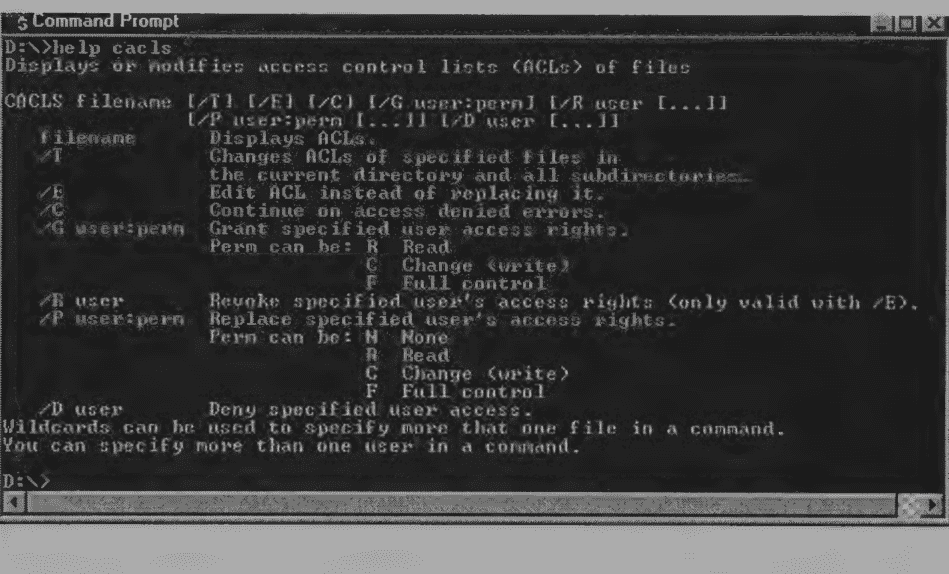 Command Prompt
D:\>help cacls
Displays or modifies access control lists (ACLs) of files

CACLS filename [/T] [/E] [/C] [/G user:perm] [/R user [...]]
               [/P user:perm [...]] [/D user [...]]
   filename      Displays ACLs.
   /T            Changes ACLs of specified files in
                 the current directory and all subdirectories.
   /E            Edit ACL instead of replacing it.
   /C            Continue on access denied errors.
   /G user:perm  Grant specified user access rights.
                 Perm can be: R  Read
                              C  Change (write)
                              F  Full control
   /R user       Revoke specified user's access rights (only valid with /E).
   /P user:perm  Replace specified user's access rights.
                 Perm can be: N  None
                              R  Read
                              C  Change (write)
                              F  Full control
   /D user       Deny specified user access.
Wildcards can be used to specify more that one file in a command.
You can specify more than one user in a command.

D:\>